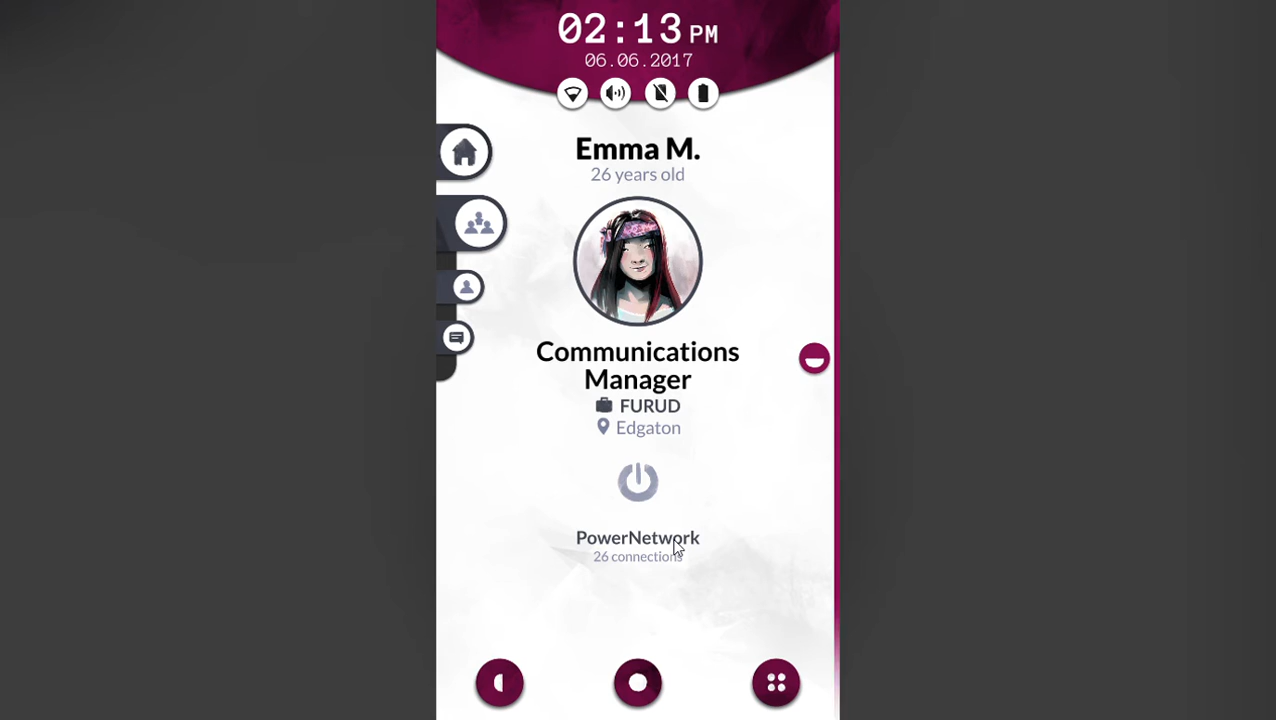 02:13 PM
06.06.2017
Emma M.
26 years old
Communications
Manager
FURUD
Edgaton
PowerNetwork
26 connections